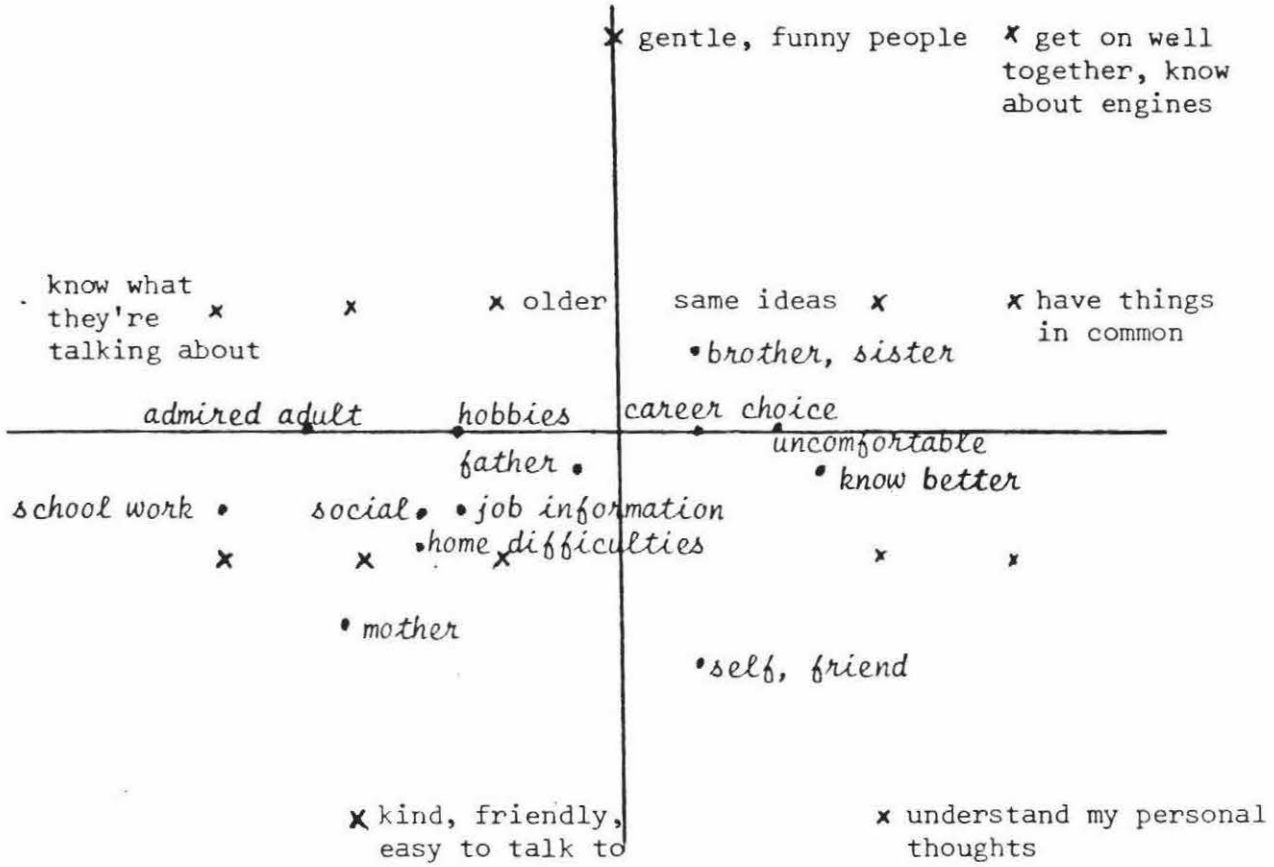 gentle, funny people
get on well
together, know
about engines
know what
they're
talking about
older
same ideas
have things
in common
brother, sister
admired adult
hobbies
career choice
uncomfortable
father
know better
school work
social
job information
home difficulties
mother
self, friend
kind, friendly,
easy to talk to
understand my personal
thoughts